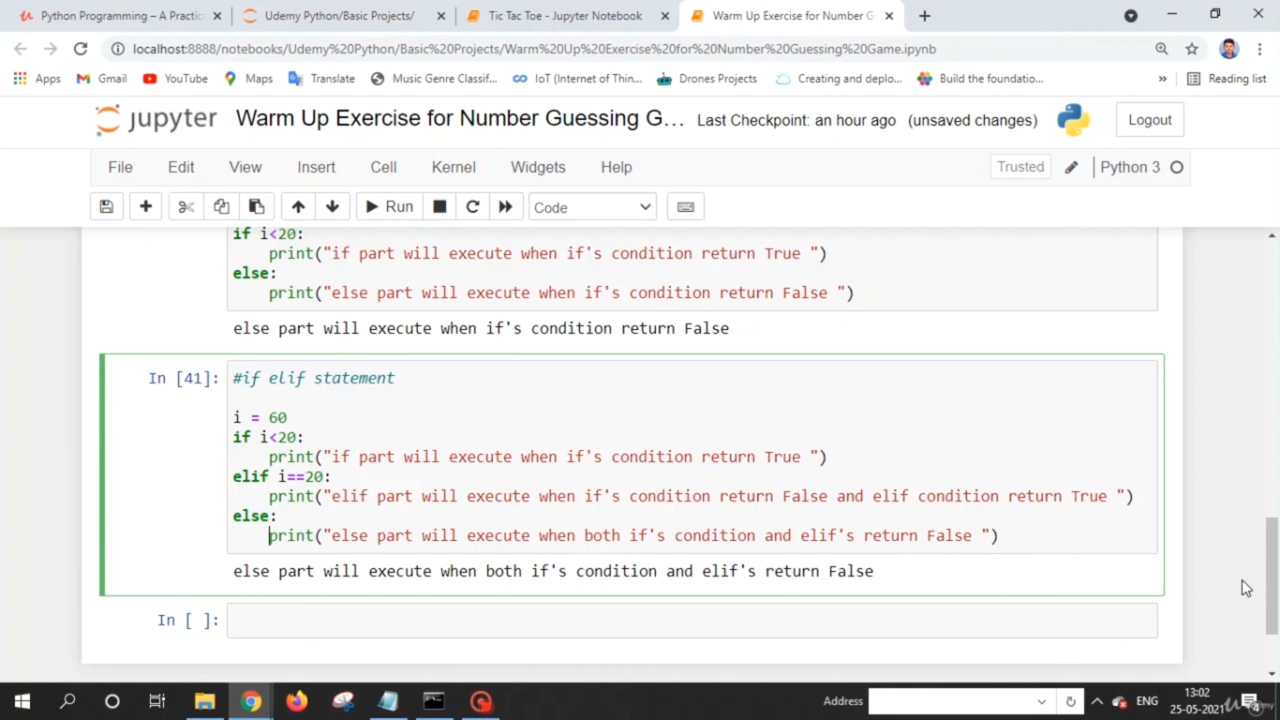 Python Programming – A Practic
Udemy Python/Basic Projects/
Tic Tac Toe - Jupyter Notebook
Warm Up Exercise for Number G
localhost:8888/notebooks/Udemy%20Python/Basic%20Projects/Warm%20Up%20Exercise%20for%20Number%20Guessing%20Game.ipynb
Apps Gmail YouTube Maps Translate Music Genre Classif... IoT (Internet of Thin... Drones Projects Creating and deplo... Build the foundatio... » Reading list
jupyter Warm Up Exercise for Number Guessing G... Last Checkpoint: an hour ago (unsaved changes) Logout
File Edit View Insert Cell Kernel Widgets Help Trusted Python 3
Run Code
if i<20:
print("if part will execute when if's condition return True ")
else:
print("else part will execute when if's condition return False ")
else part will execute when if's condition return False
In [41]: #if elif statement
i = 60
if i<20:
print("if part will execute when if's condition return True ")
elif i==20:
print("elif part will execute when if's condition return False and elif condition return True ")
else:
print("else part will execute when both if's condition and elif's return False ")
else part will execute when both if's condition and elif's return False
In [ ]:
Address ENG 13:02
25-05-2021